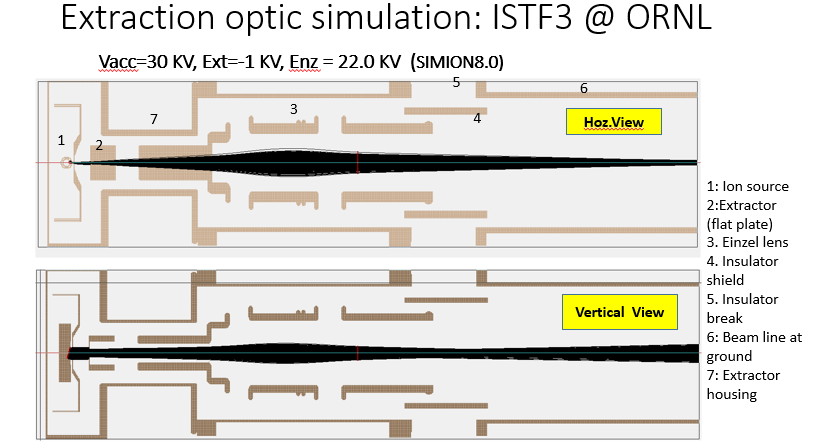 Extraction optic simulation: ISTF3 @ ORNL
Vacc=30 KV, Ext=-1 KV, Enz = 22.0 KV (SIMION8.0)
5
6
3
7
4
Hoz.View
1
2
1: Ion source
2:Extractor
(flat plate)
3. Einzel lens
4. Insulator
shield
5. Insulator
break
6: Beam line at
ground
7: Extractor
housing
Vertical View